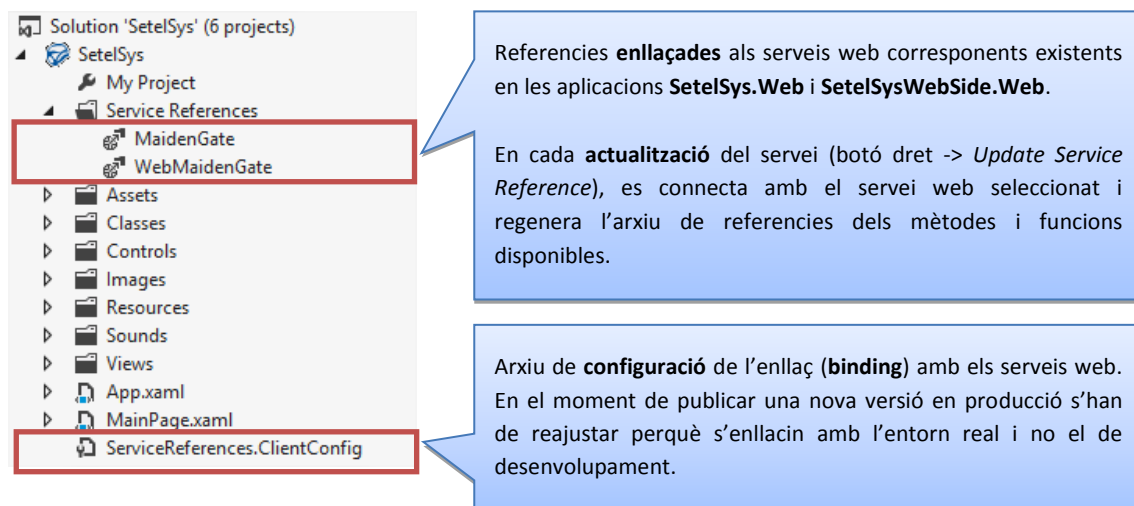 Solution 'SetelSys' (6 projects)
SetelSys
My Project
Service References
MaidenGate
WebMaidenGate
Assets
Classes
Controls
Images
Resources
Sounds
Views
App.xaml
MainPage.xaml
ServiceReferences.ClientConfig
Referencies enllaçades als serveis web corresponents existents
en les aplicacions SetelSys.Web i SetelSysWebSide.Web.
En cada actualització del servei (botó dret -> Update Service
Reference), es connecta amb el servei web seleccionat i
regenera l’arxiu de referencies dels mètodes i funcions
disponibles.
Arxiu de configuració de l’enllaç (binding) amb els serveis web.
En el moment de publicar una nova versió en producció s’han
de reajustar perquè s’enllacin amb l’entorn real i no el de
desenvolupament.